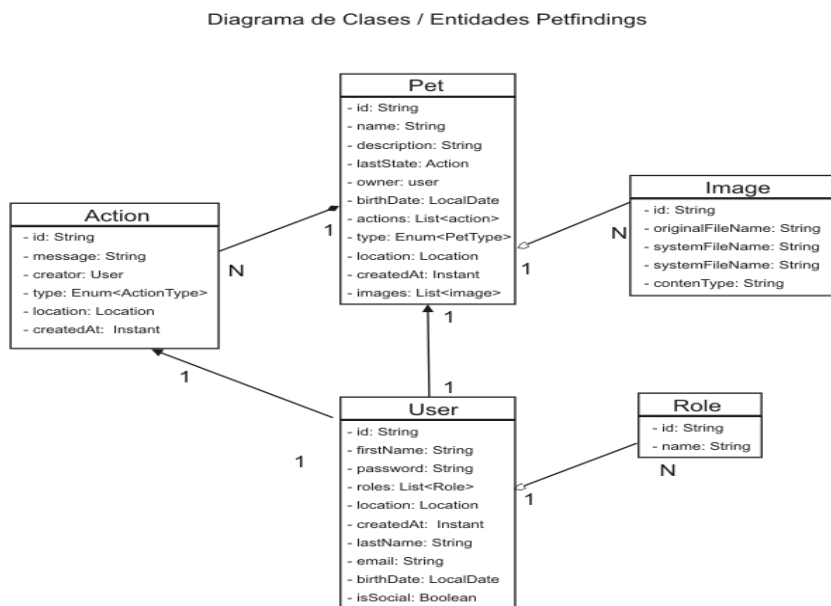 Diagrama de Clases / Entidades Petfindings
Pet
- id: String
- name: String
- description: String
- lastState: Action
- owner: user
- birthDate: LocalDate
- actions: List<action>
- type: Enum<PetType>
- location: Location
- createdAt: Instant
- images: List<image>
Image
- id: String
- originalFileName: String
- systemFileName: String
- systemFileName: String
- contenType: String
Action
- id: String
- message: String
- creator: User
- type: Enum<ActionType>
- location: Location
- createdAt: Instant
1
N
N
1
1
1
1
1
User
- id: String
- firstName: String
- password: String
- roles: List<Role>
- location: Location
- createdAt: Instant
- lastName: String
- email: String
- birthDate: LocalDate
- isSocial: Boolean
Role
- id: String
- name: String
N
1